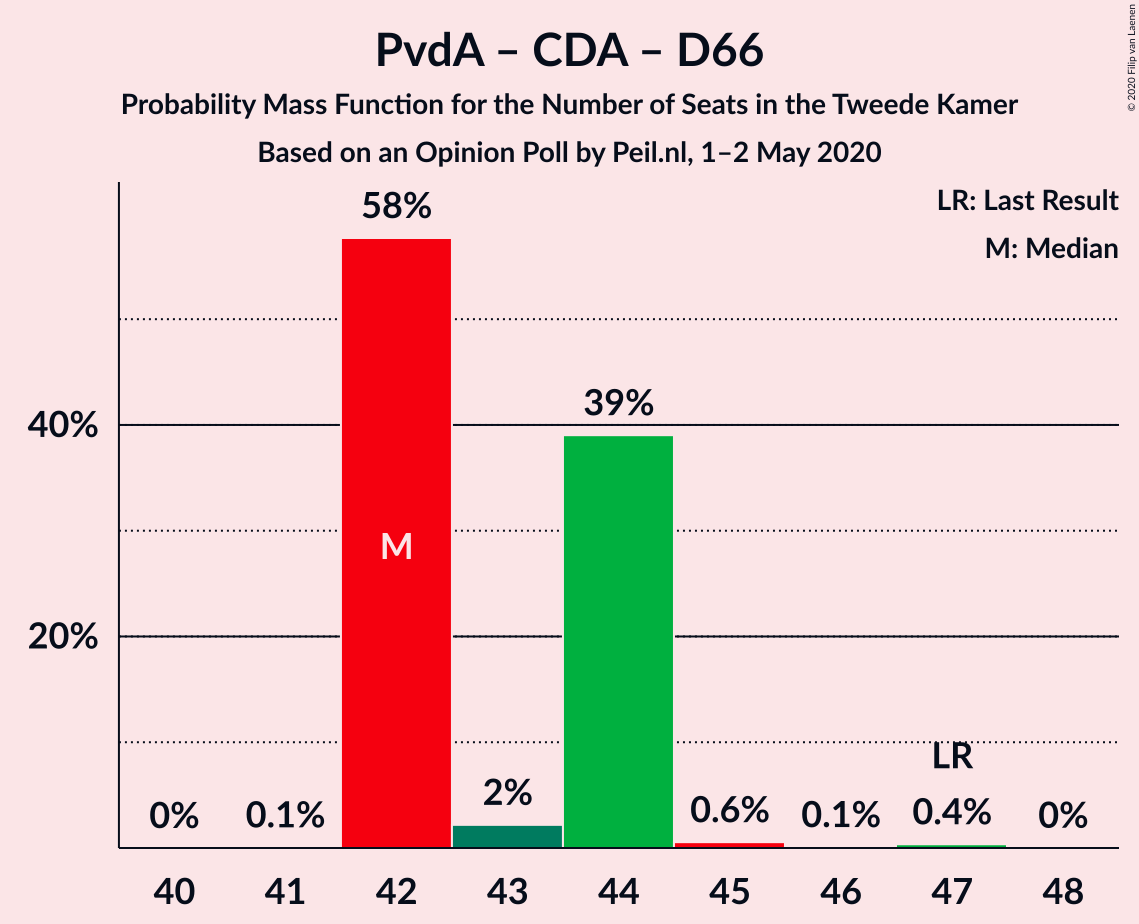 PvdA – CDA – D66
Probability Mass Function for the Number of Seats in the Tweede Kamer
Based on an Opinion Poll by Peil.nl, 1–2 May 2020
© 2020 Filip van Laenen
LR: Last Result
M: Median
58%
39%
40%
M
20%
LR
0%
0.1%
2%
0.6%
0.1%
0.4%
0%
40
41
42
43
44
45
46
47
48